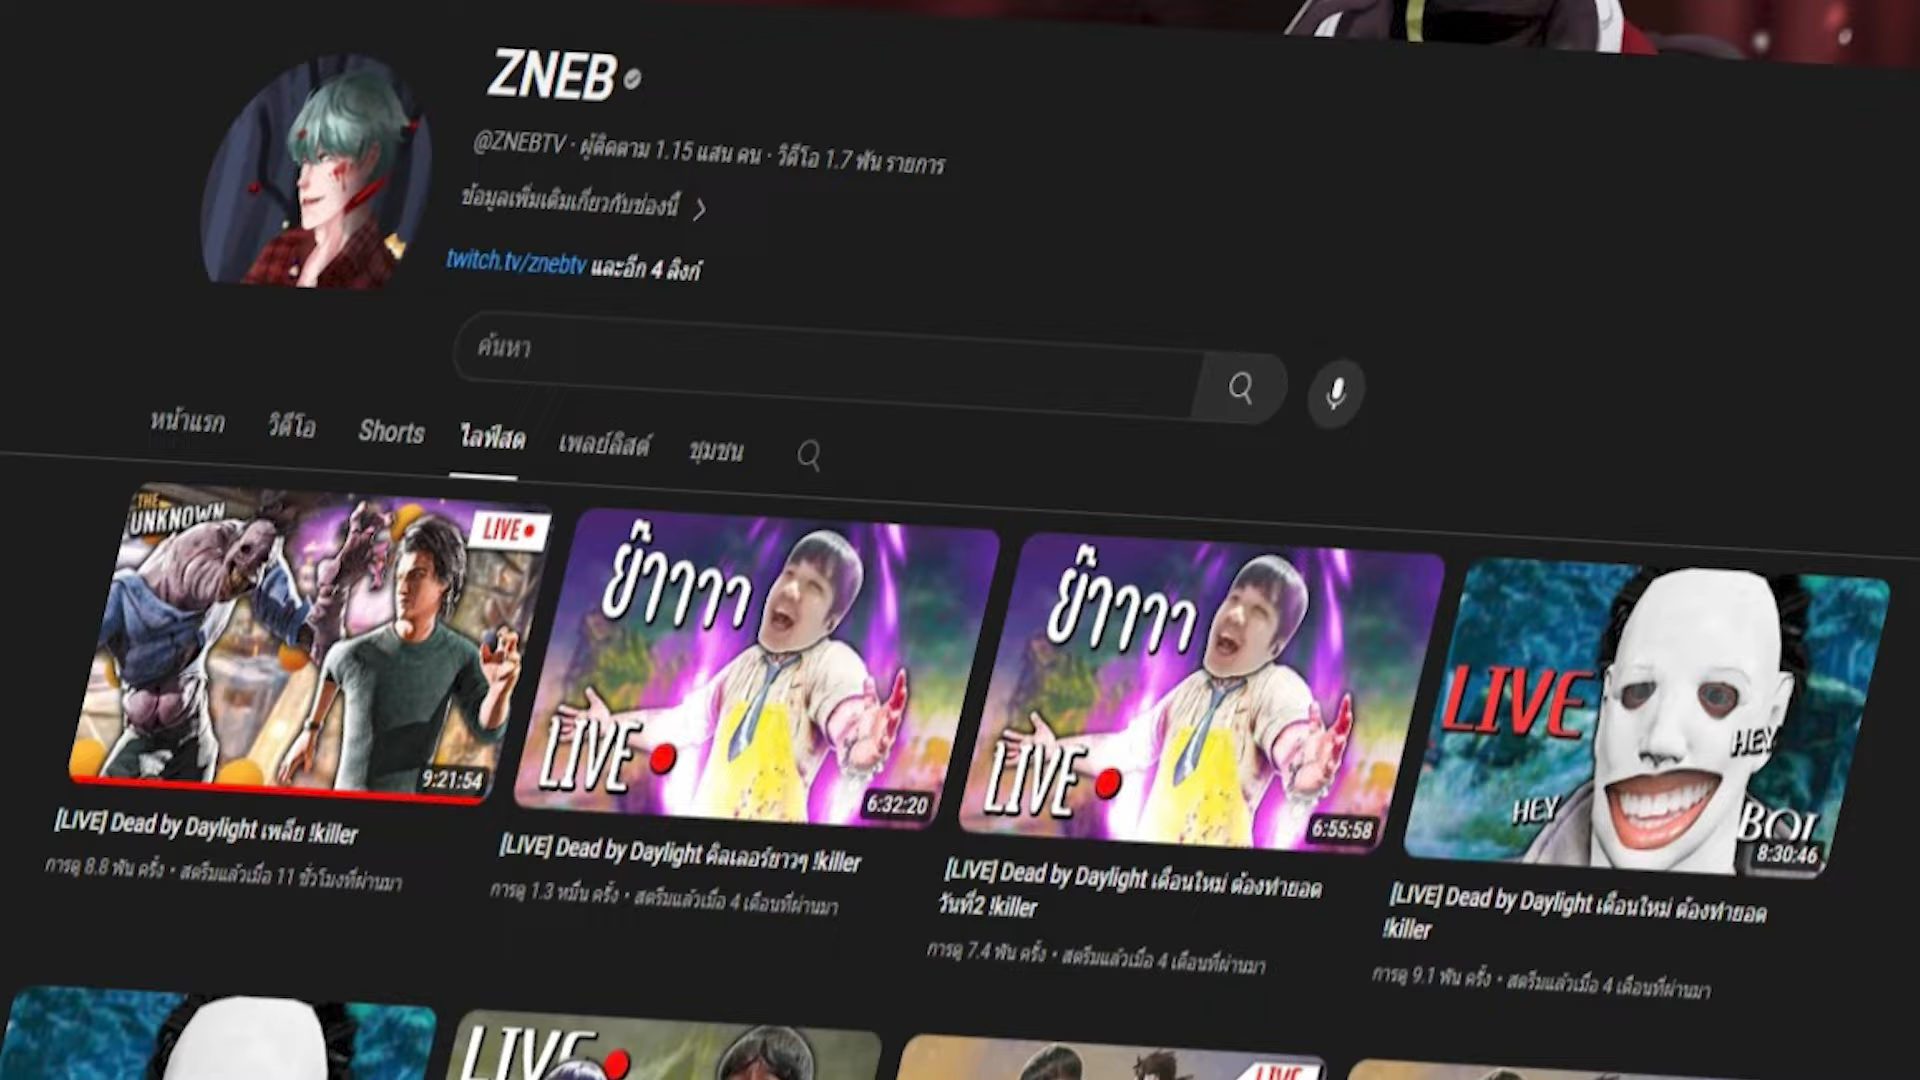 ZNEB
@ZNEBTV · ผู้ติดตาม 1.15 แสน คน · วิดีโอ 1.7 พัน รายการ
ข้อมูลเพิ่มเติมเกี่ยวกับช่องนี้
twitch.tv/znebtv และอีก 4 ลิงก์
ค้นหา
หน้าแรก วิดีโอ Shorts ไลฟ์สด เพลย์ลิสต์ ชุมชน
THE
UNKNOWN
LIVE
9:21:54
[LIVE] Dead by Daylight เพลีย !killer
การดู 8.8 พัน ครั้ง • สตรีมแล้วเมื่อ 11 ชั่วโมงที่ผ่านมา
ย๊าาาา
LIVE
6:32:20
[LIVE] Dead by Daylight คิลเลอร์ยาวๆ !killer
การดู 1.3 หมื่น ครั้ง • สตรีมแล้วเมื่อ 4 เดือนที่ผ่านมา
ย๊าาาา
LIVE
6:55:58
[LIVE] Dead by Daylight เดือนใหม่ ต้องทำยอด
วันที่2 !killer
การดู 7.4 พัน ครั้ง • สตรีมแล้วเมื่อ 4 เดือนที่ผ่านมา
LIVE
HEY
HEY
BOI
8:30:46
[LIVE] Dead by Daylight เดือนใหม่ ต้องทำยอด
!killer
การดู 9.1 พัน ครั้ง • สตรีมแล้วเมื่อ 4 เดือนที่ผ่านมา
LIVE
LIVE